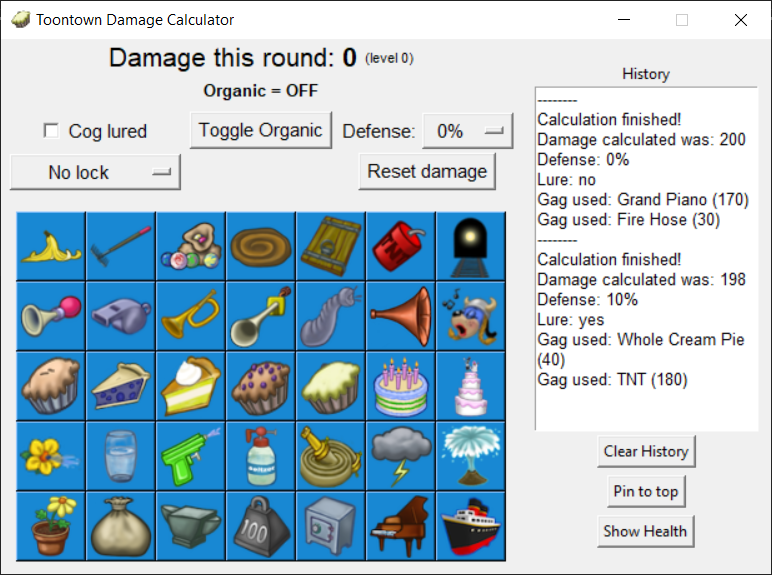 Toontown Damage Calculator
Damage this round: 0 (level 0)
Organic = OFF
Cog lured
Toggle Organic
Defense:
0%
No lock
Reset damage
100
History
--------
Calculation finished!
Damage calculated was: 200
Defense: 0%
Lure: no
Gag used: Grand Piano (170)
Gag used: Fire Hose (30)
--------
Calculation finished!
Damage calculated was: 198
Defense: 10%
Lure: yes
Gag used: Whole Cream Pie
(40)
Gag used: TNT (180)
Clear History
Pin to top
Show Health